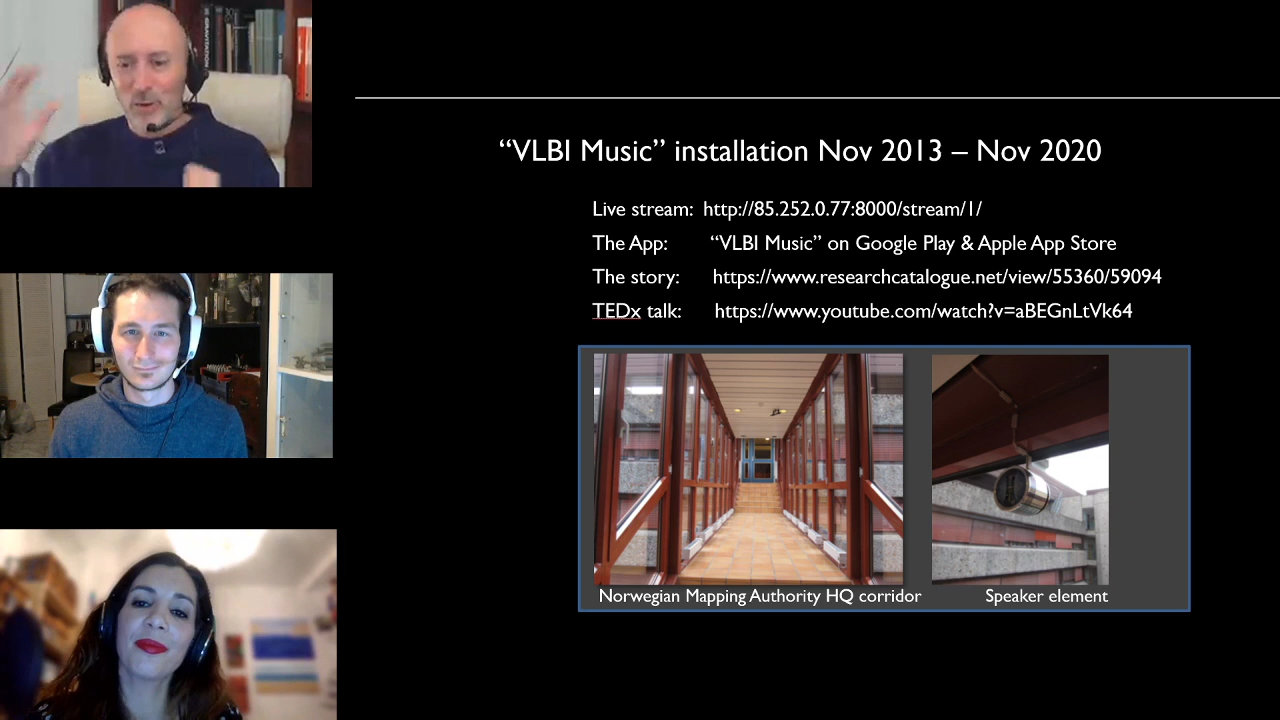 GRAVITATION
“VLBI Music” installation Nov 2013 – Nov 2020
Live stream: http://85.252.0.77:8000/stream/1/
The App: “VLBI Music” on Google Play & Apple App Store
The story: https://www.researchcatalogue.net/view/55360/59094
TEDx talk: https://www.youtube.com/watch?v=aBEGnLtVk64
Norwegian Mapping Authority HQ corridor
Speaker element